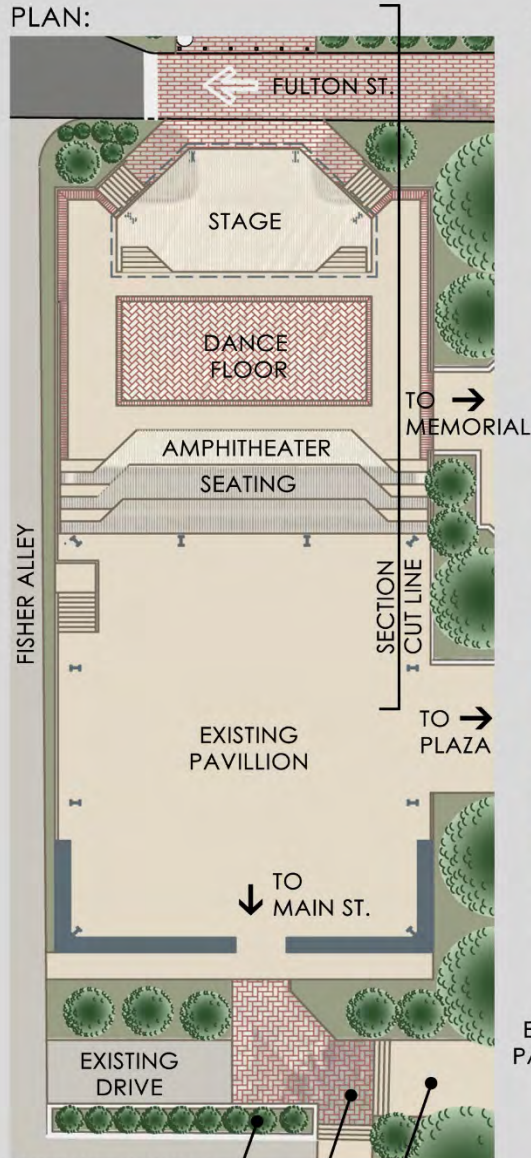 PLAN:
FULTON ST.
STAGE
DANCE
FLOOR
TO
MEMORIAL
AMPHITHEATER
SEATING
FISHER ALLEY
SECTION
CUT LINE
EXISTING
PAVILLION
TO
PLAZA
TO
MAIN ST.
EXISTING
DRIVE